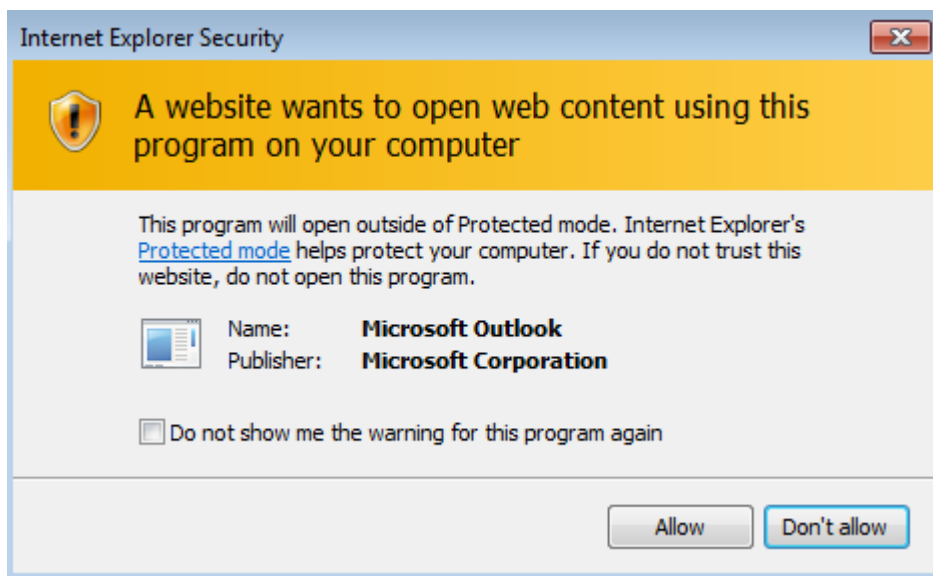 Internet Explorer Security
A website wants to open web content using this
program on your computer
This program will open outside of Protected mode. Internet Explorer's
Protected mode helps protect your computer. If you do not trust this
website, do not open this program.
Name: Microsoft Outlook
Publisher: Microsoft Corporation
Do not show me the warning for this program again
Allow Don't allow